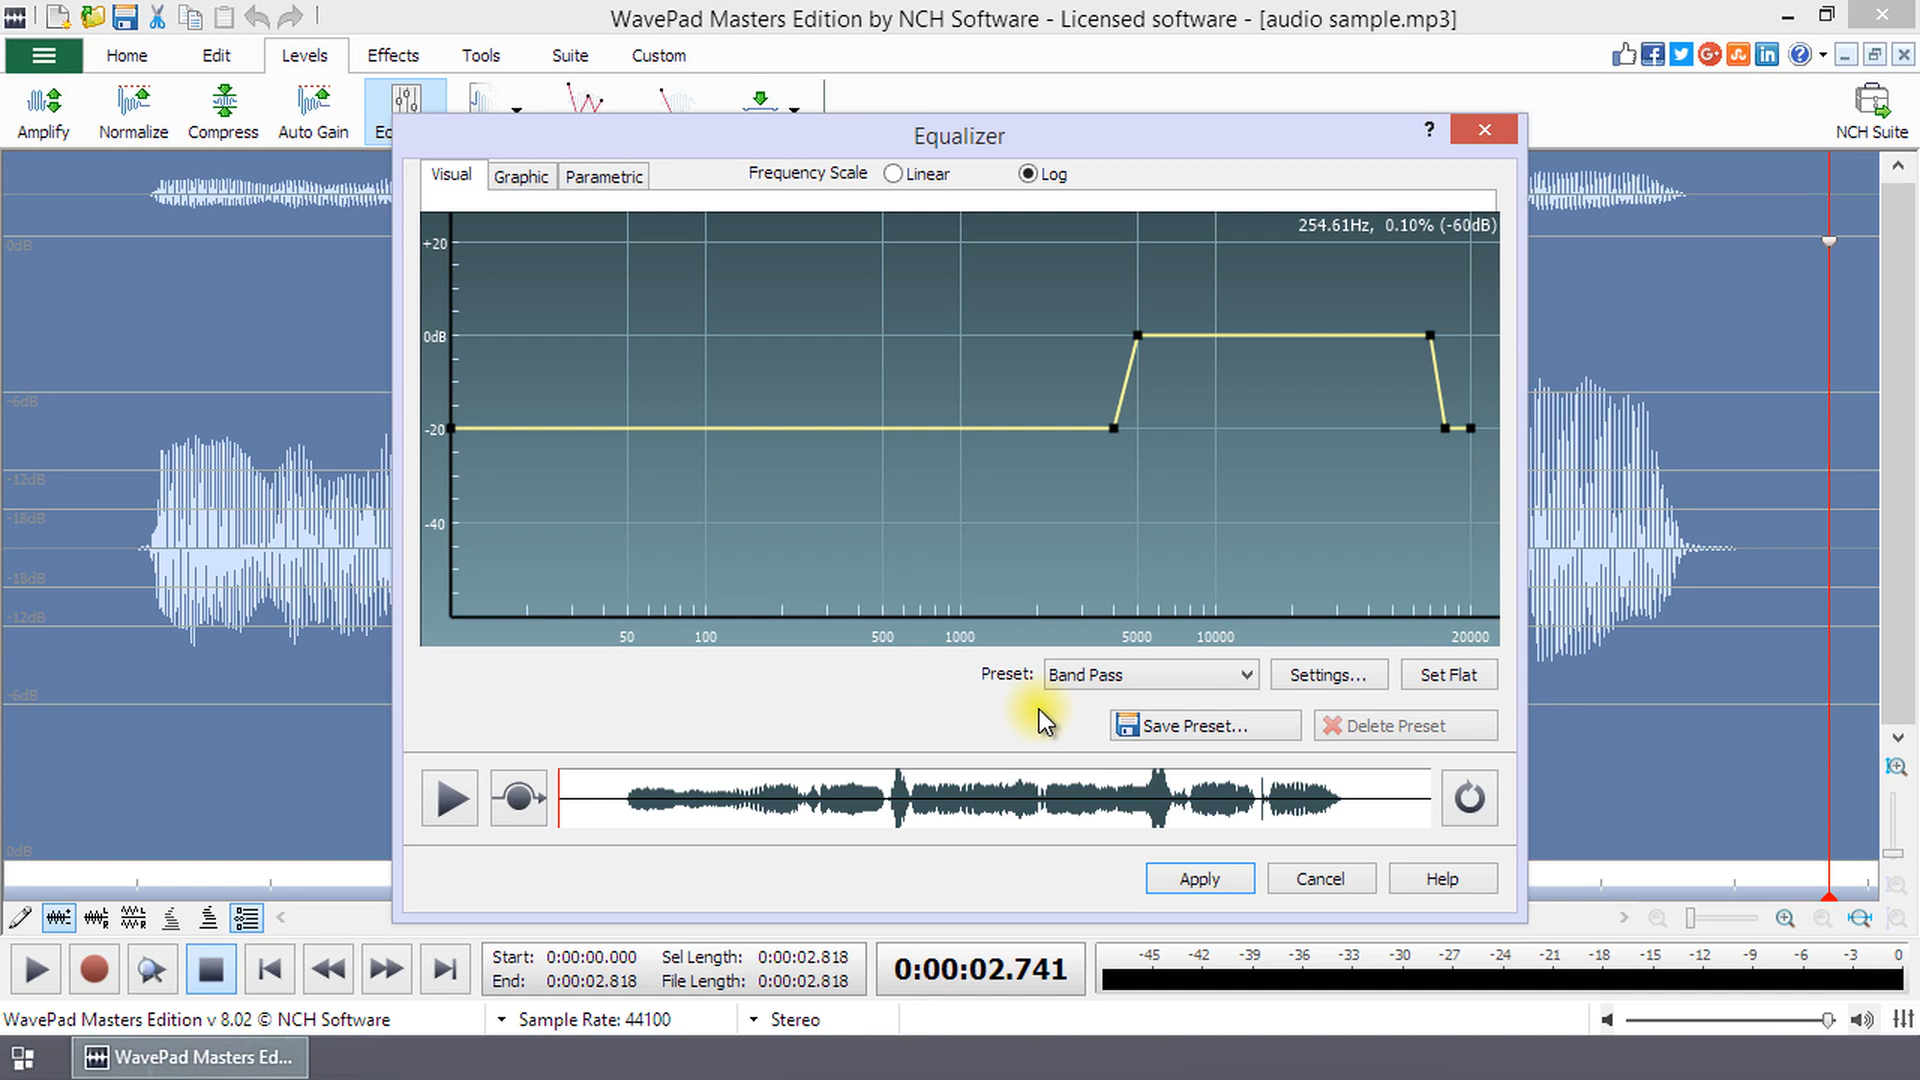 WavePad Masters Edition by NCH Software - Licensed software - [audio sample.mp3]
Home Edit Levels Effects Tools Suite Custom
Amplify Normalize Compress Auto Gain NCH Suite
Equalizer
?
Visual Graphic Parametric Frequency Scale Linear Log
254.61Hz, 0.10% (-60dB)
+20
0dB
-20
-40
50 100 500 1000 5000 10000 20000
Preset: Band Pass Settings... Set Flat
Save Preset... Delete Preset
Apply Cancel Help
0dB
-6dB
-12dB
-18dB
-18dB
-12dB
-6dB
0dB
Start: 0:00:00.000 Sel Length: 0:00:02.818
End: 0:00:02.818 File Length: 0:00:02.818
0:00:02.741
-45 -42 -39 -36 -33 -30 -27 -24 -21 -18 -15 -12 -9 -6 -3 0
WavePad Masters Edition v 8.02 © NCH Software Sample Rate: 44100 Stereo
WavePad Masters Ed...